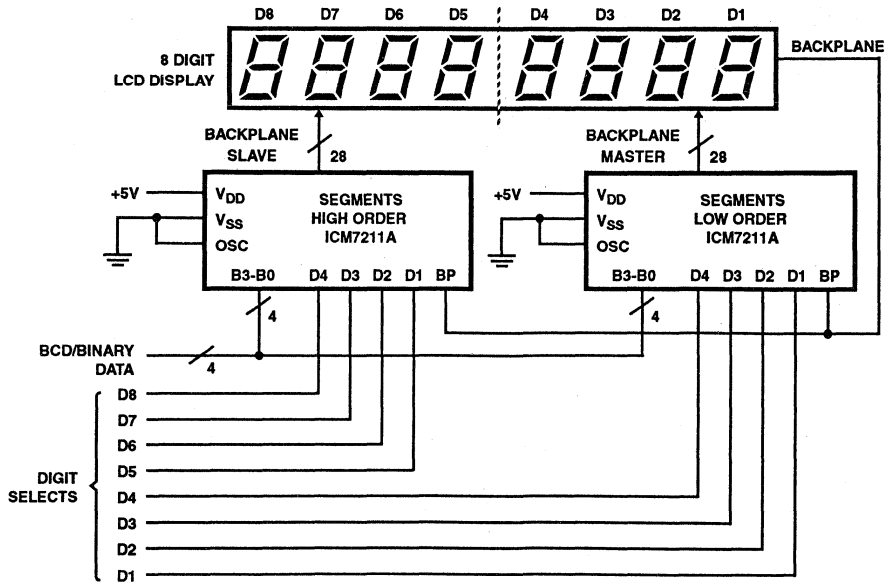 D8 D7 D6 D5 D4 D3 D2 D1
8 DIGIT
LCD DISPLAY
BACKPLANE
BACKPLANE
SLAVE
28
BACKPLANE
MASTER
28
+5V
VDD
VSS
OSC
SEGMENTS
HIGH ORDER
ICM7211A
B3-B0 D4 D3 D2 D1 BP
4
+5V
VDD
VSS
OSC
SEGMENTS
LOW ORDER
ICM7211A
B3-B0 D4 D3 D2 D1 BP
4
BCD/BINARY
DATA
4
DIGIT
SELECTS
D8
D7
D6
D5
D4
D3
D2
D1